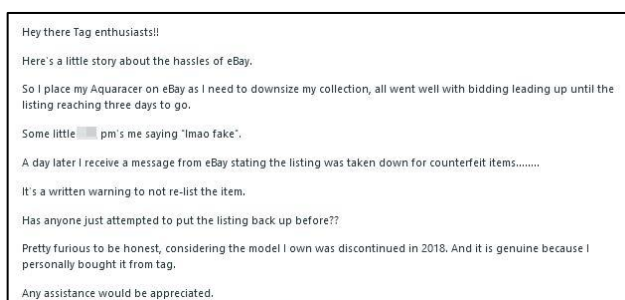 Hey there Tag enthusiasts!!
Here's a little story about the hassles of eBay.
So I place my Aquaracer on eBay as I need to downsize my collection, all went well with bidding leading up until the
listing reaching three days to go.
Some little pm's me saying "lmao fake".
A day later I receive a message from eBay stating the listing was taken down for counterfeit items........
It's a written warning to not re-list the item.
Has anyone just attempted to put the listing back up before??
Pretty furious to be honest, considering the model I own was discontinued in 2018. And it is genuine because I
personally bought it from tag.
Any assistance would be appreciated.